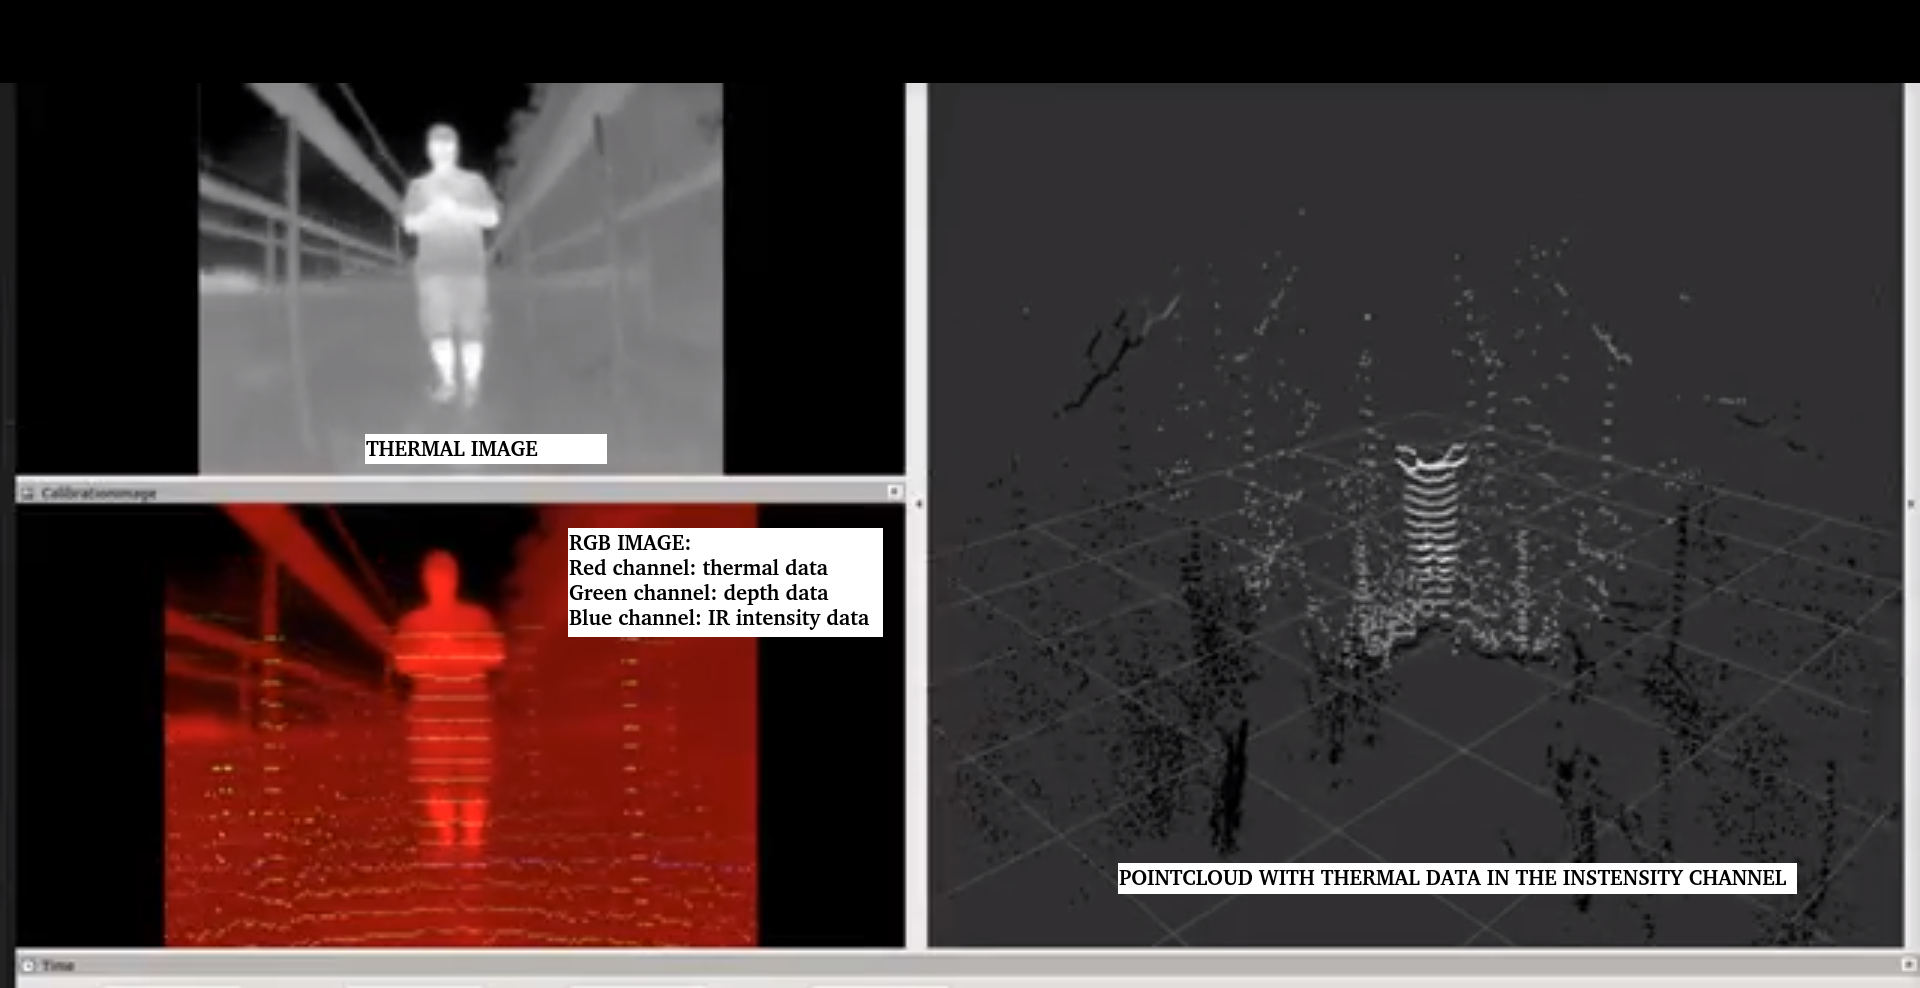 THERMAL IMAGE
CalibrationImage
RGB IMAGE:
Red channel: thermal data
Green channel: depth data
Blue channel: IR intensity data
POINTCLOUD WITH THERMAL DATA IN THE INSTENSITY CHANNEL
Time